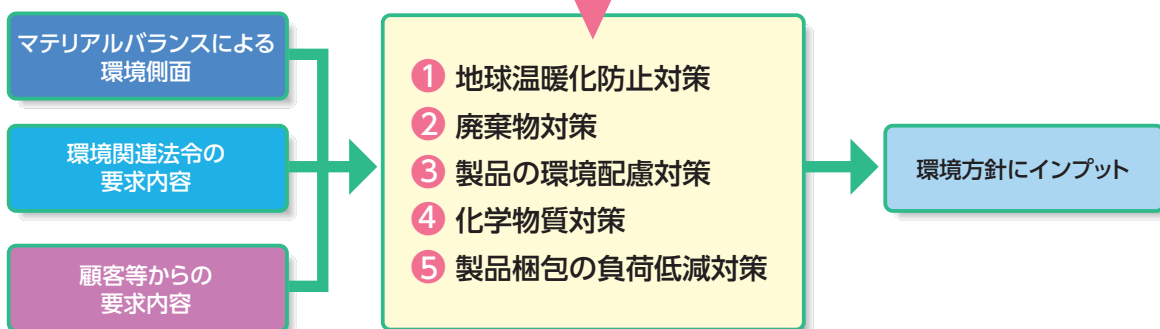 マテリアルバランスによる
環境側面
環境関連法令の
要求内容
顧客等からの
要求内容
1 地球温暖化防止対策
2 廃棄物対策
3 製品の環境配慮対策
4 化学物質対策
5 製品梱包の負荷低減対策
環境方針にインプット